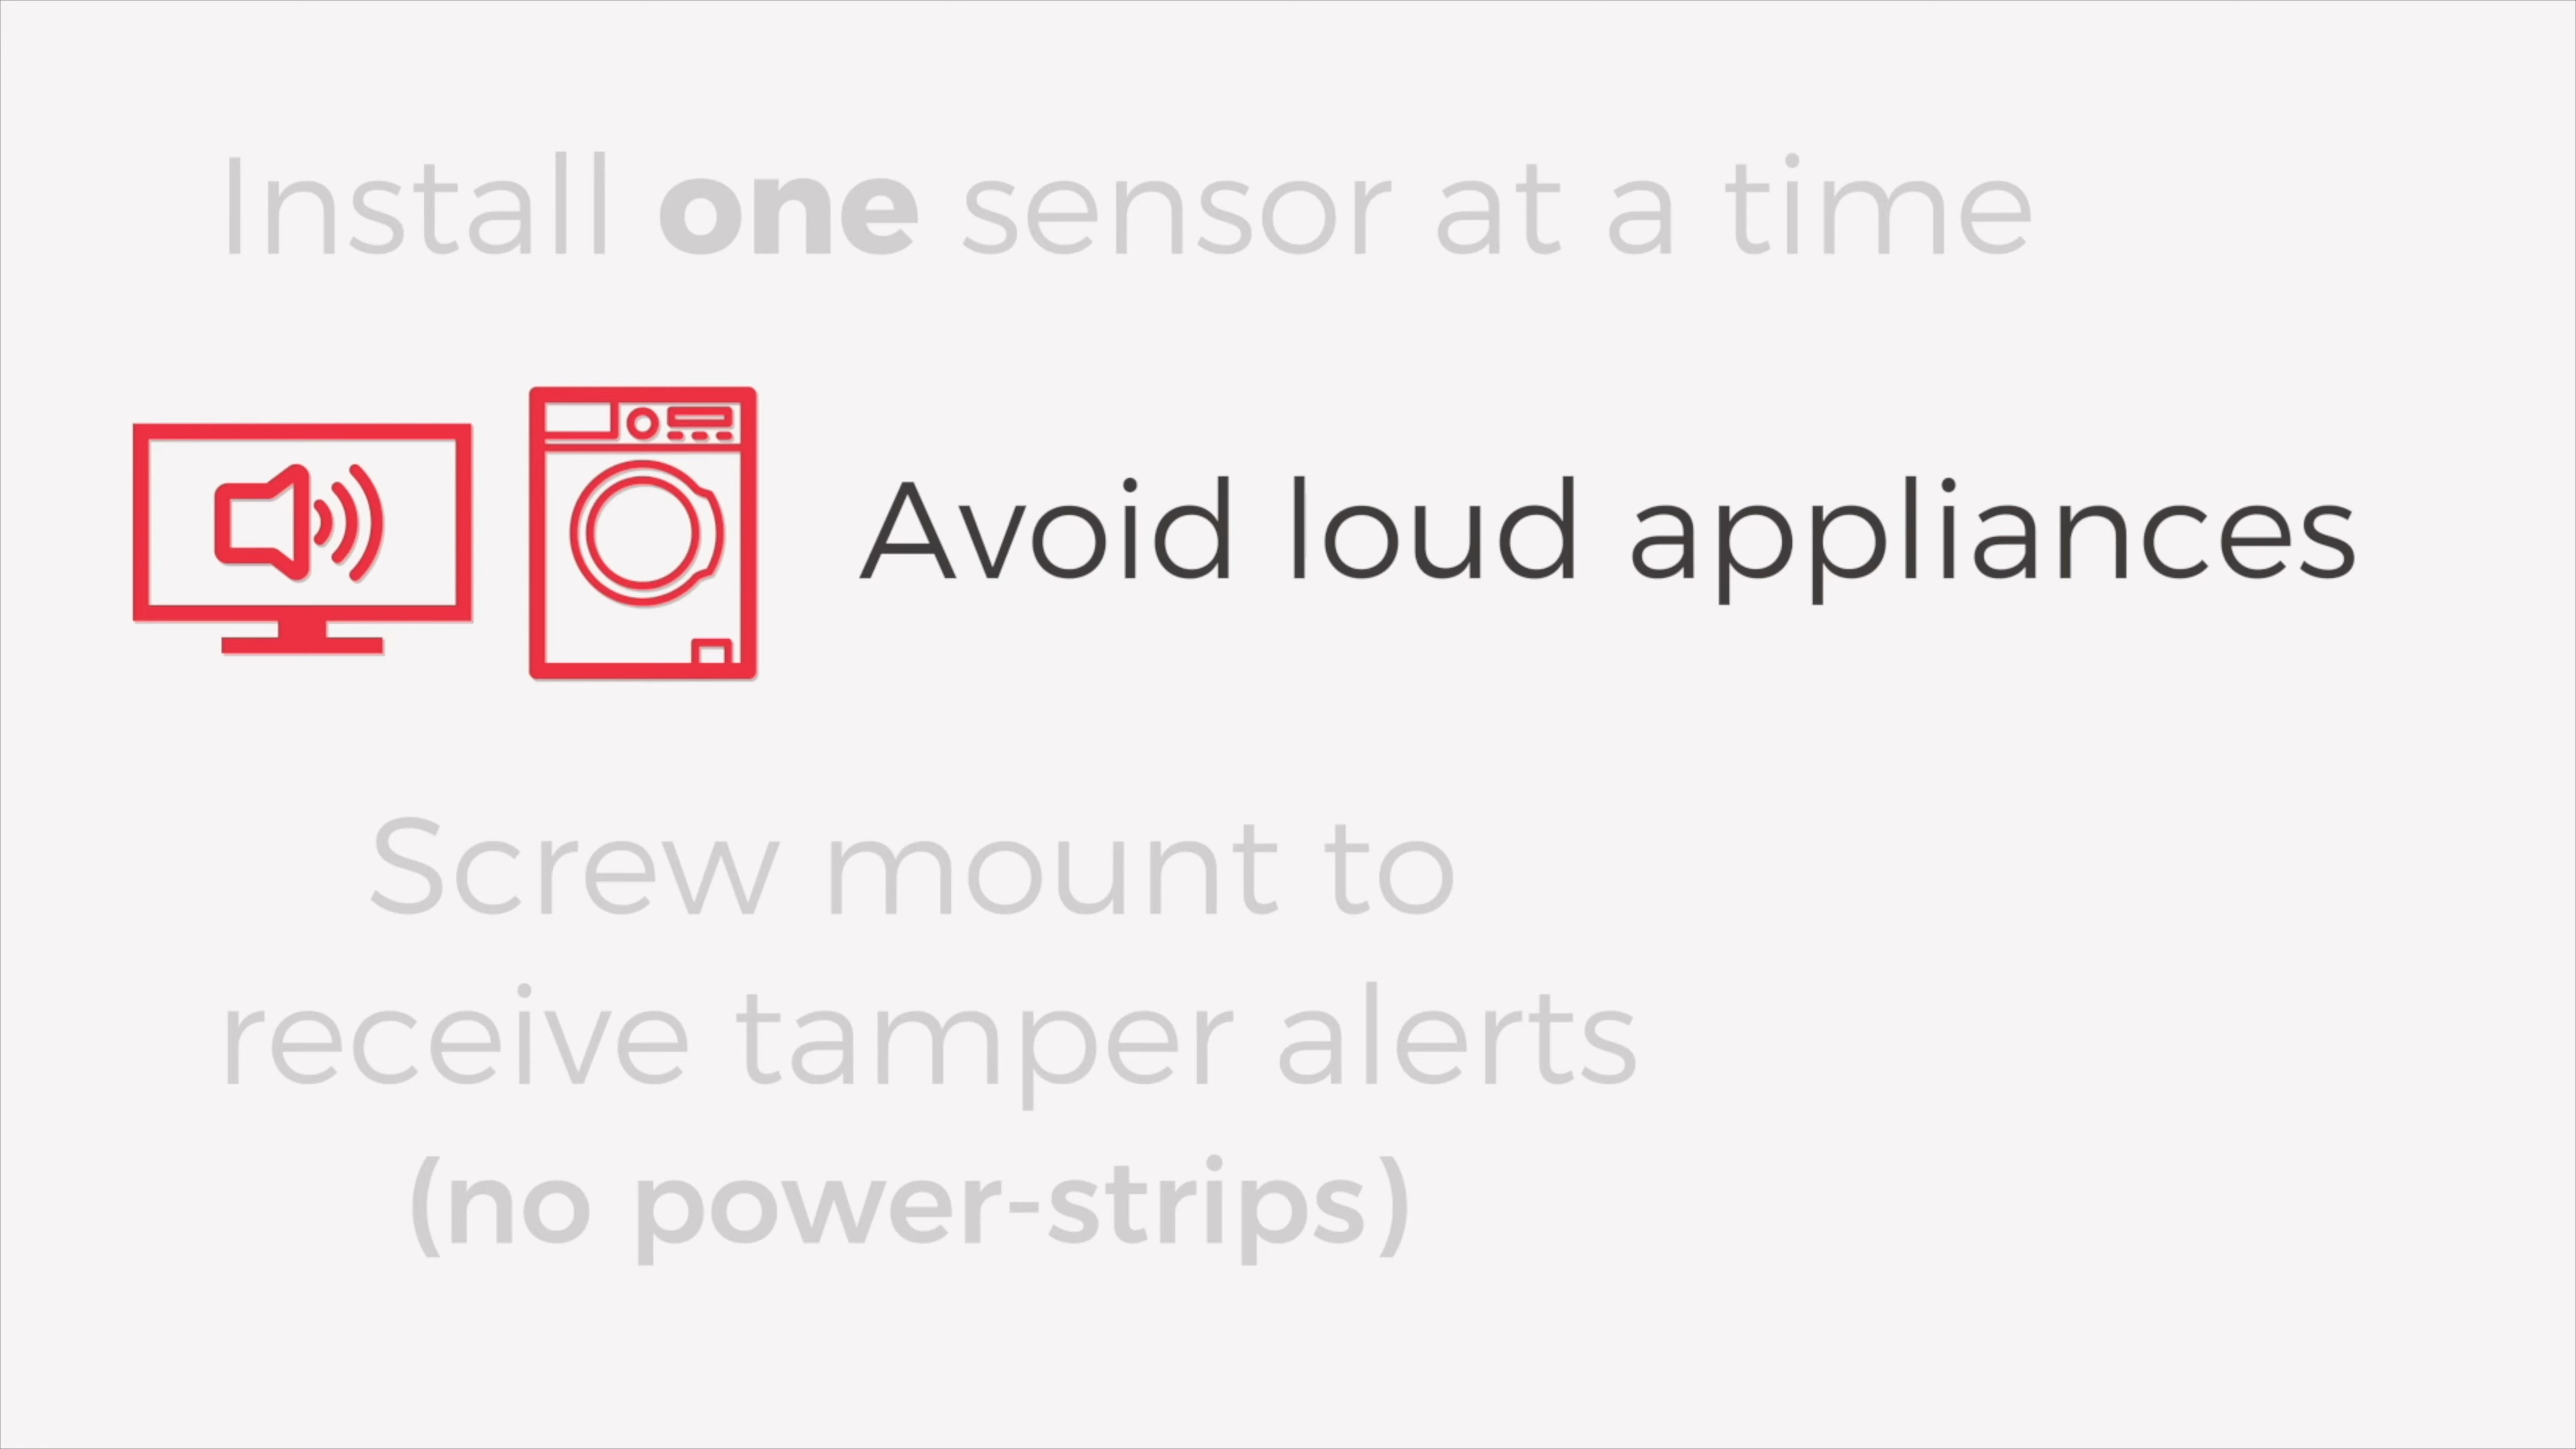 Install one sensor at a time
Avoid loud appliances
Screw mount to
receive tamper alerts
(no power-strips)